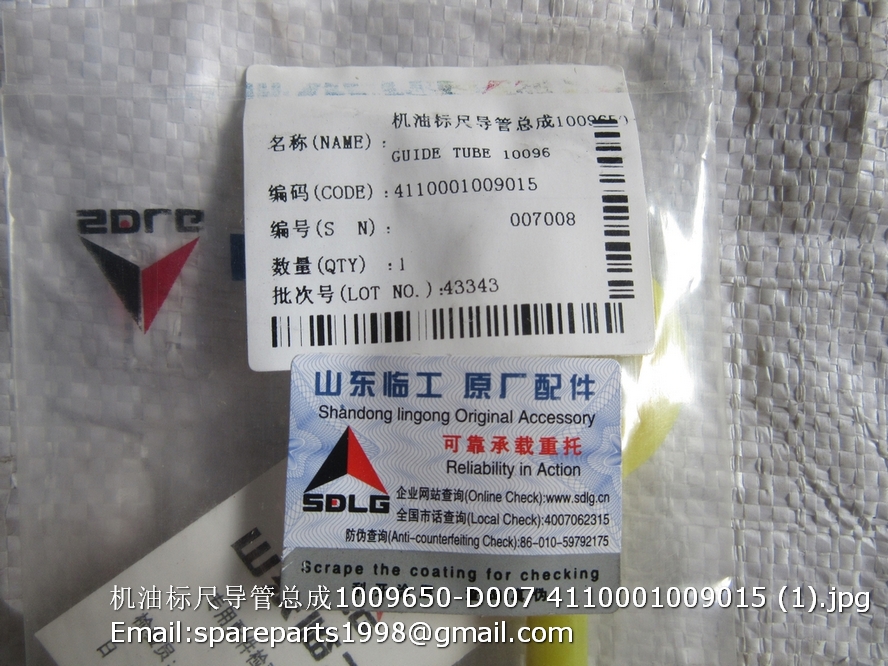 机油标尺导管总成1009650-
名称(NAME) :
GUIDE TUBE 10096
编码(CODE) :4110001009015
编号(S N) : 007008
数量(QTY) :1
批次号(LOT NO.) :43343
SDLG
山东临工 原厂配件
Shandong lingong Original Accessory
可靠承载重托
Reliability in Action
SDLG
企业网站查询(Online Check):www.sdlg.cn
全国市话查询(Local Check):4007062315
防伪查询(Anti-counterfeiting Check):86-010-59792175
Scrape the coating for checking
机油标尺导管总成1009650-D007 4110001009015 (1).jpg
Email:spareparts1998@gmail.com